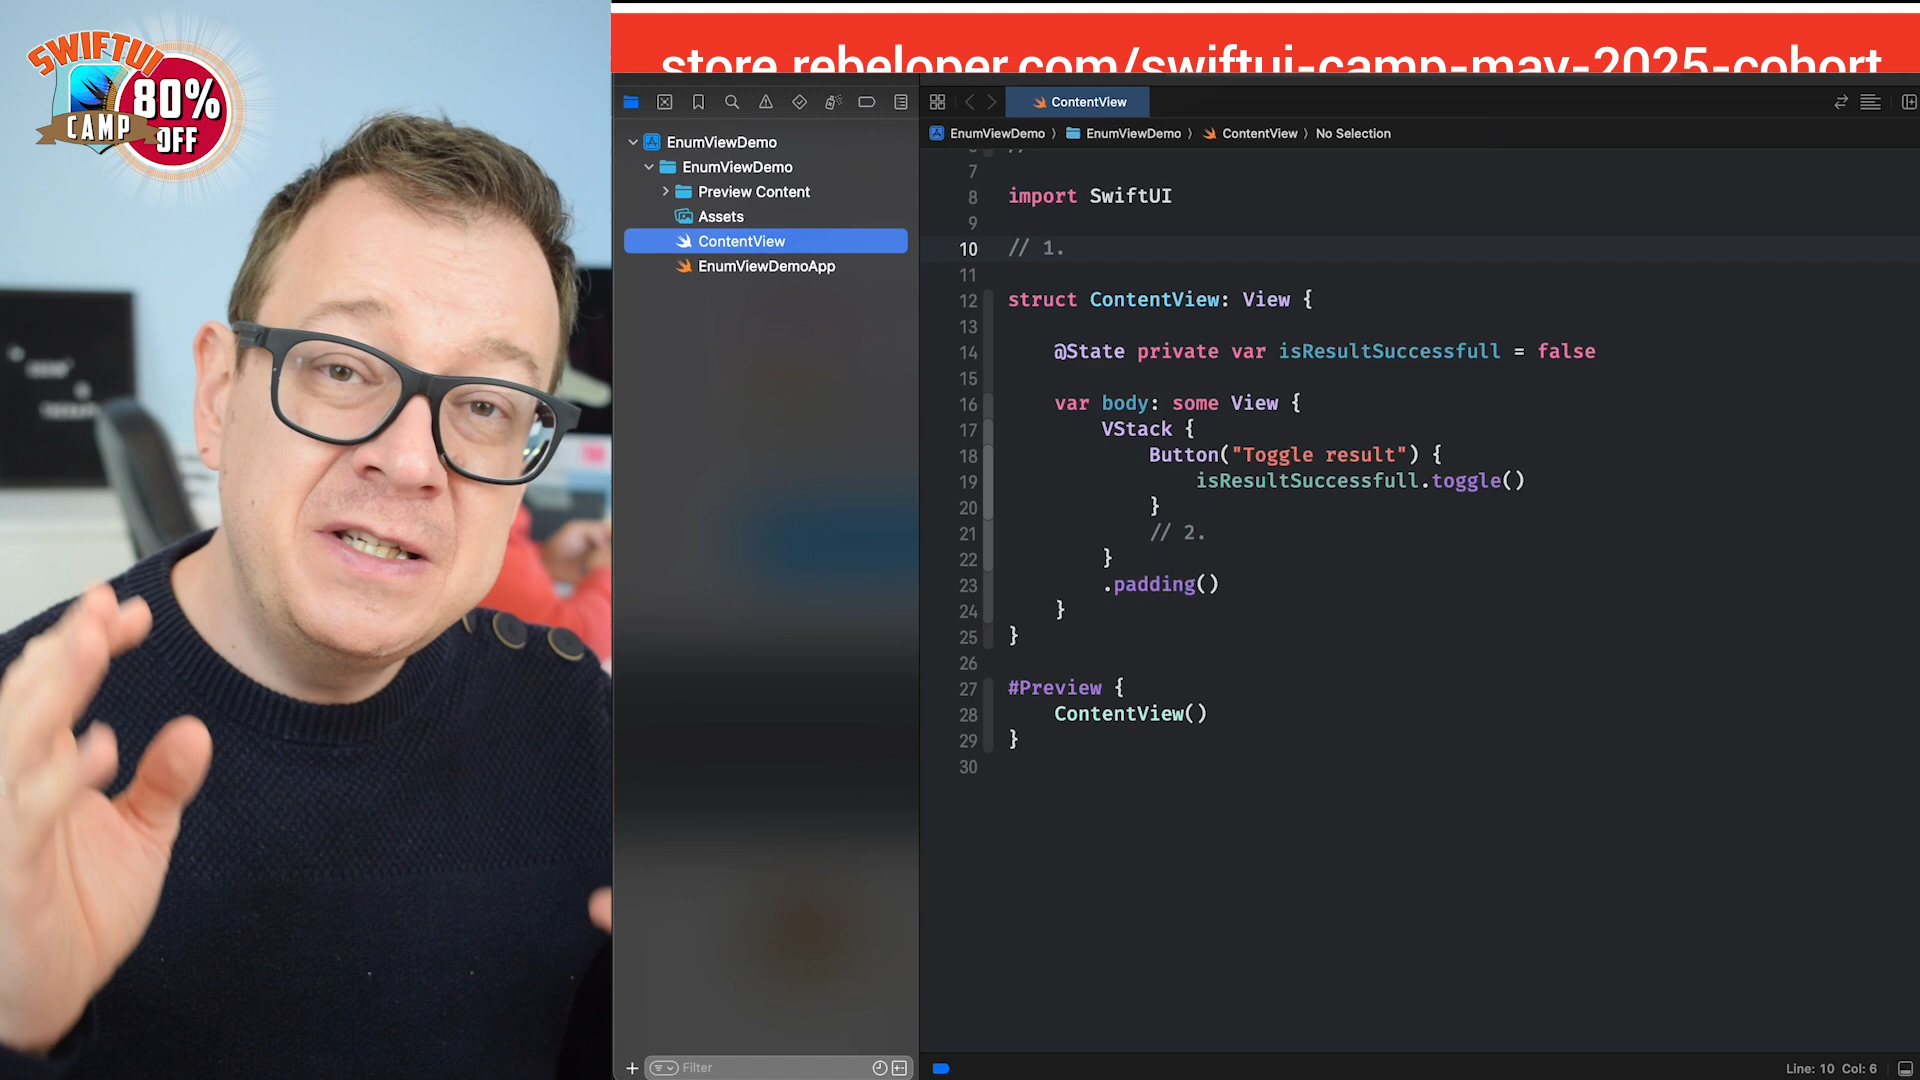 SWIFTUI
CAMP
80%
OFF
store.rebeloper.com/swiftui-camp-may-2025-cohort
EnumViewDemo
EnumViewDemo
Preview Content
Assets
ContentView
EnumViewDemoApp
Filter
ContentView
EnumViewDemo 〉 EnumViewDemo 〉 ContentView 〉 No Selection
7
8 import SwiftUI
9
10 // 1.
11
12 struct ContentView: View {
13
14 @State private var isResultSuccessfull = false
15
16 var body: some View {
17 VStack {
18 Button("Toggle result") {
19 isResultSuccessfull.toggle()
20 }
21 // 2.
22 }
23 .padding()
24 }
25 }
26
27 #Preview {
28 ContentView()
29 }
30
Line: 10 Col: 6